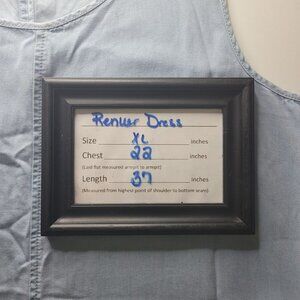 Renuar Dress
Size XL inches
Chest 22 inches
(Laid flat measured armpit to armpit)
Length 37 inches
(Measured from highest point of shoulder to bottom seam)